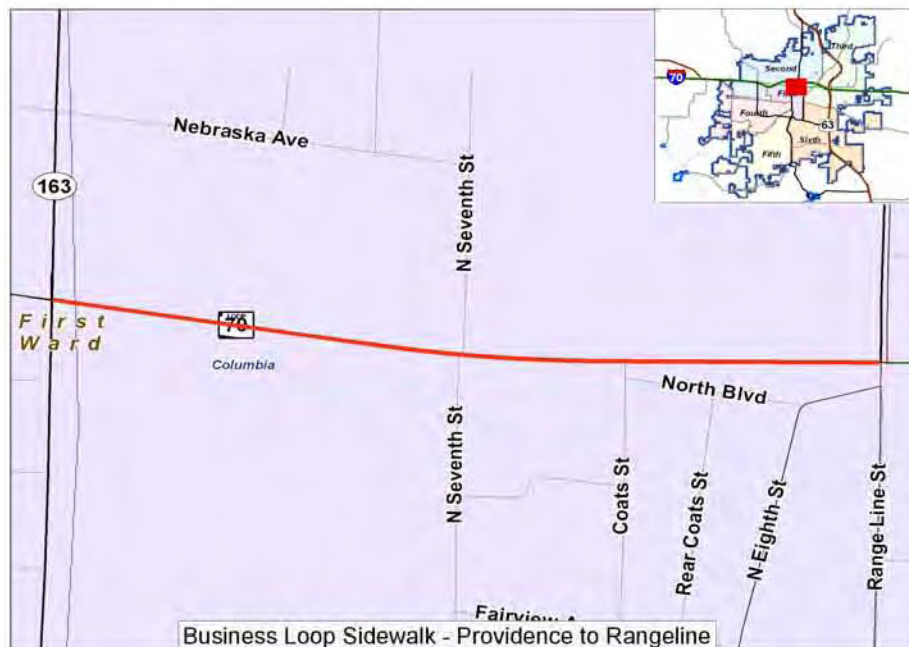 Third
Second
70
Fourth
63
Sixth
Fifth
Nebraska Ave
163
N Seventh St
First
Ward
70
Columbia
North Blvd
N Seventh St
Coats St
Rear Coats St
N-Eighth-St
Range-Line-St
Fairview
Business Loop Sidewalk - Providence to Rangeline